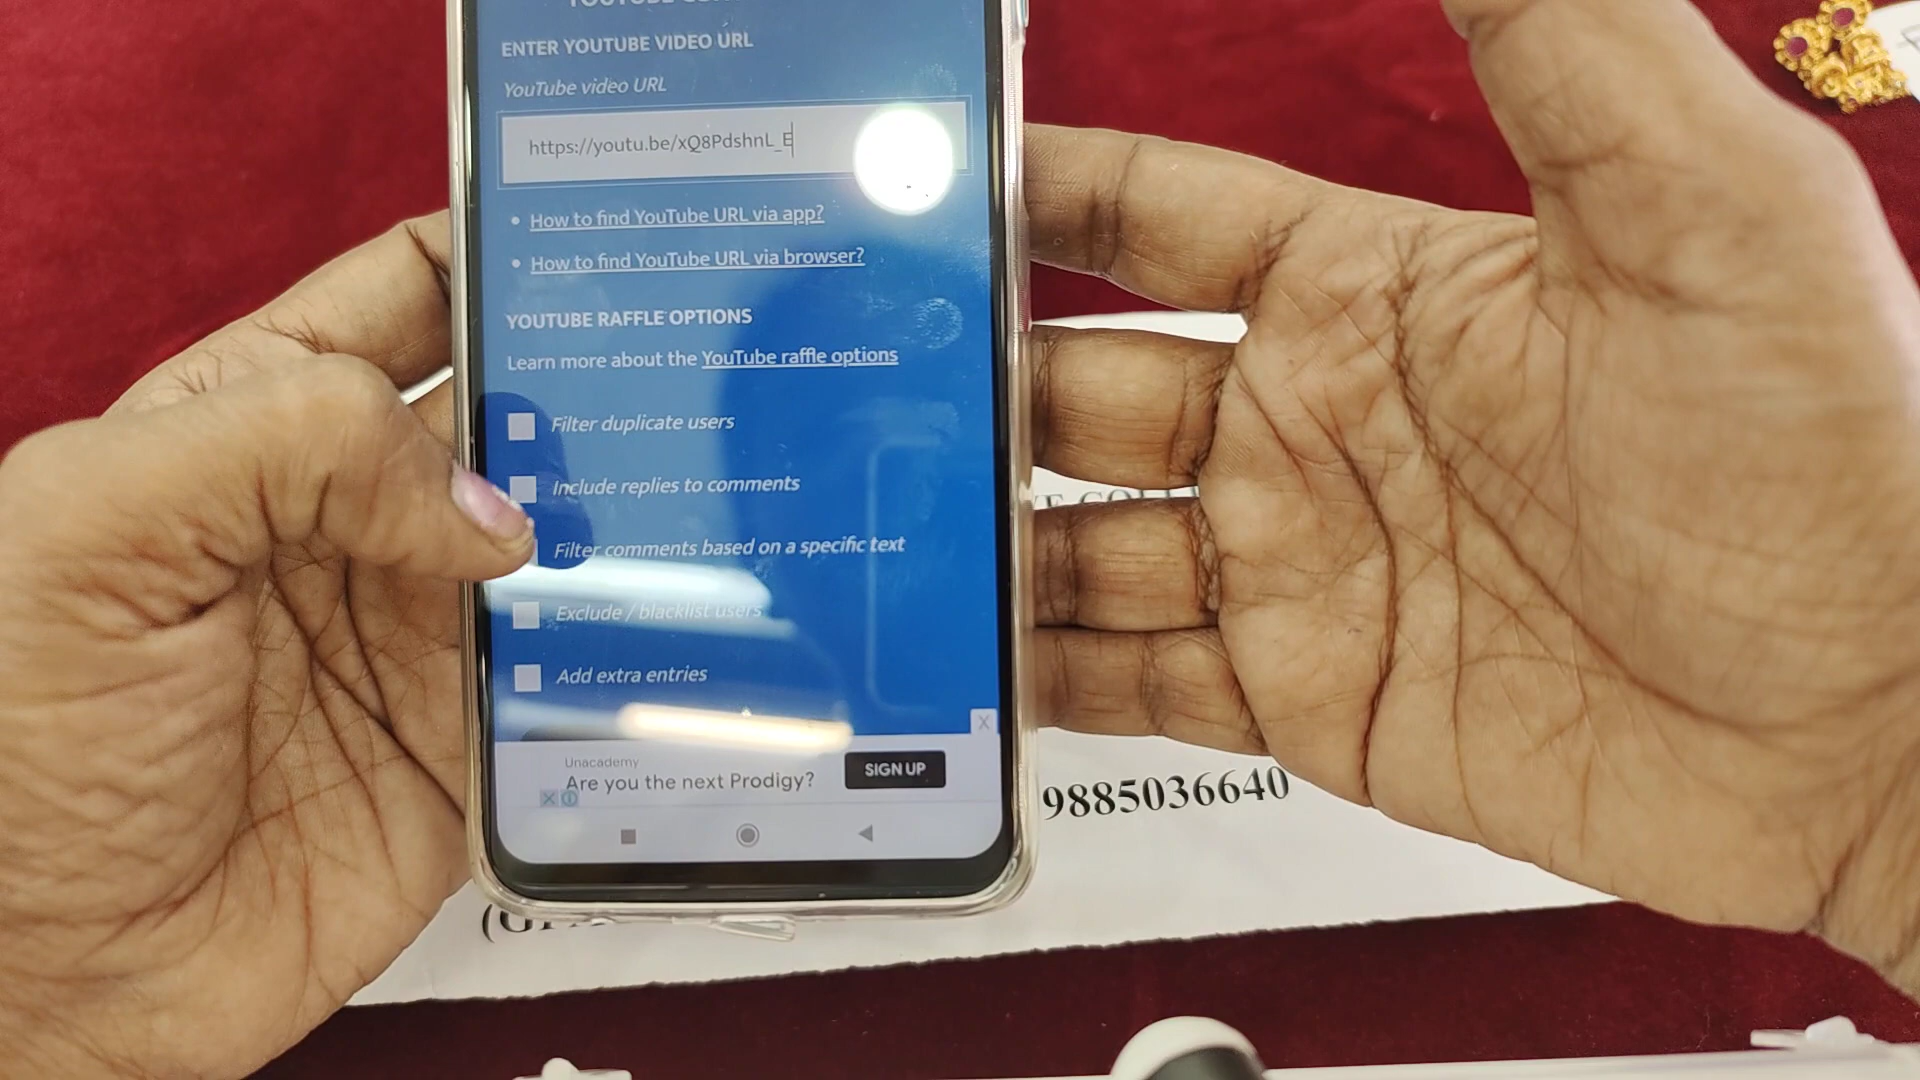 ENTER YOUTUBE VIDEO URL
YouTube video URL
https://youtu.be/xQ8PdshnL_E
• How to find YouTube URL via app?
• How to find YouTube URL via browser?
YOUTUBE RAFFLE OPTIONS
Learn more about the YouTube raffle options
Filter duplicate users
Include replies to comments
Filter comments based on a specific text
Exclude / blacklist users
Add extra entries
X
Unacademy
Are you the next Prodigy?
SIGN UP
9885036640